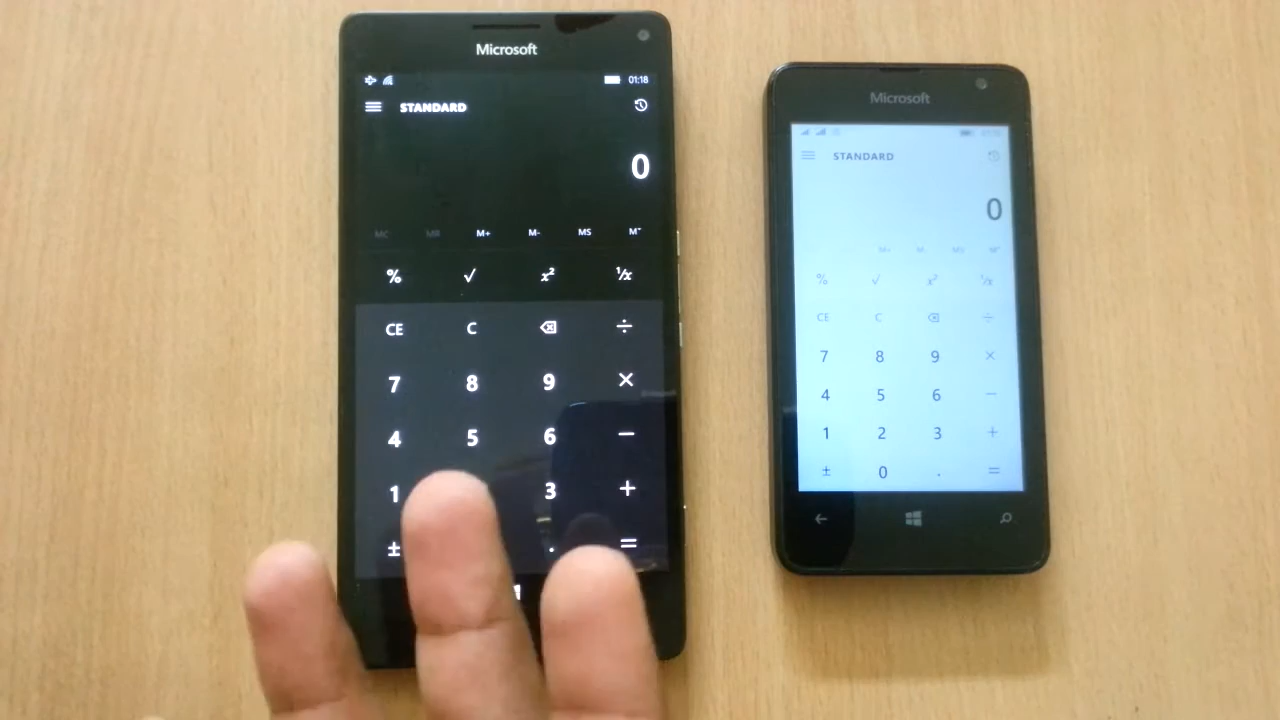 Microsoft
01:18
STANDARD
0
MC MR M+ M- MS M˅
% √ x² ¹/x
CE C ÷
7 8 9 ×
4 5 6 −
1 3 +
± . =
Microsoft
STANDARD
0
M+ M- MS M˅
% √ x² ¹/x
CE C ÷
7 8 9 ×
4 5 6 −
1 2 3 +
± 0 . =